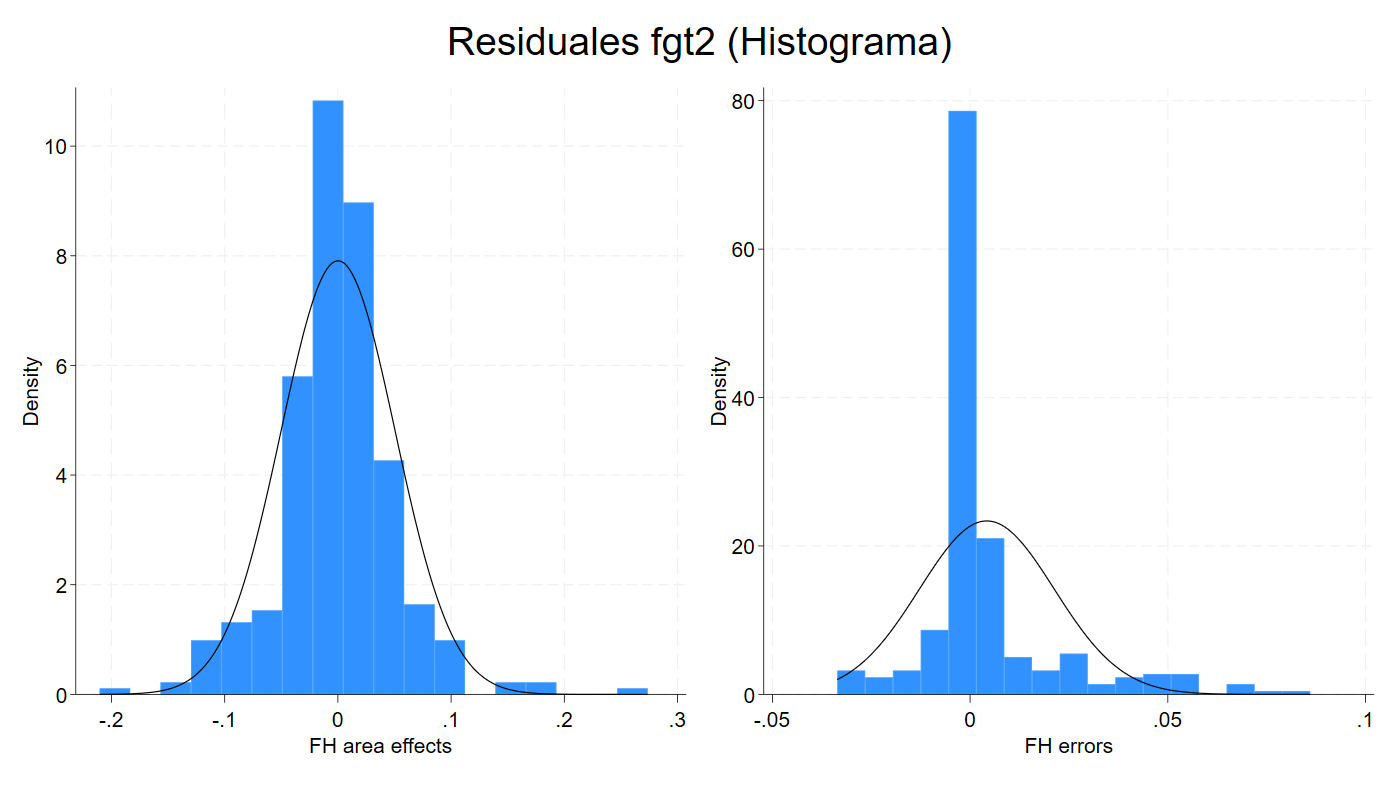 Residuales fgt2 (Histograma)
Density
10
8
6
4
2
0
-.2 -.1 0 .1 .2 .3
FH area effects
Density
80
60
40
20
0
-.05 0 .05 .1
FH errors